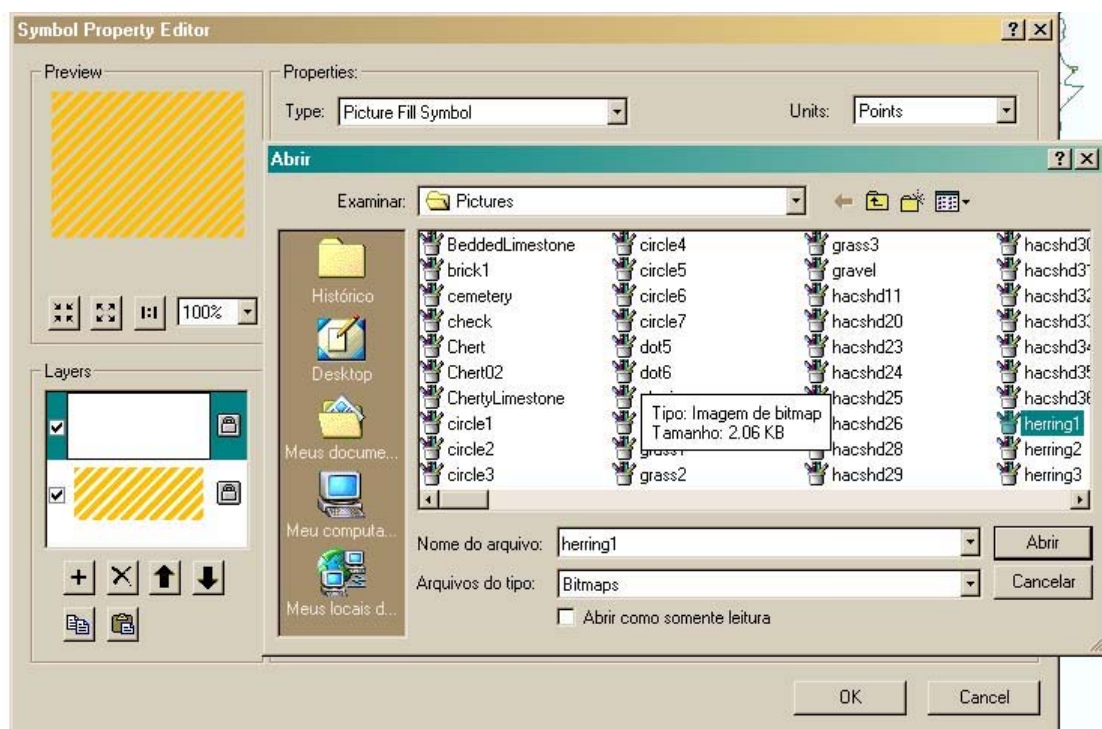 Symbol Property Editor
Preview
Properties:
Type: Picture Fill Symbol Units: Points
Abrir
Examinar: Pictures
Histórico
Desktop
Meus docume...
Meu computa...
Meus locais d...
BeddedLimestone
brick1
cemetery
check
Chert
Chert02
ChertyLimestone
circle1
circle2
circle3
circle4
circle5
circle6
circle7
dot5
dot6
grass2
grass3
gravel
hacshd11
hacshd20
hacshd23
hacshd24
hacshd25
hacshd26
hacshd28
hacshd29
herring1
herring2
herring3
Tipo: Imagem de bitmap
Tamanho: 2.06 KB
1:1 100%
Layers
Nome do arquivo: herring1 Abrir
Arquivos do tipo: Bitmaps Cancelar
Abrir como somente leitura
OK Cancel